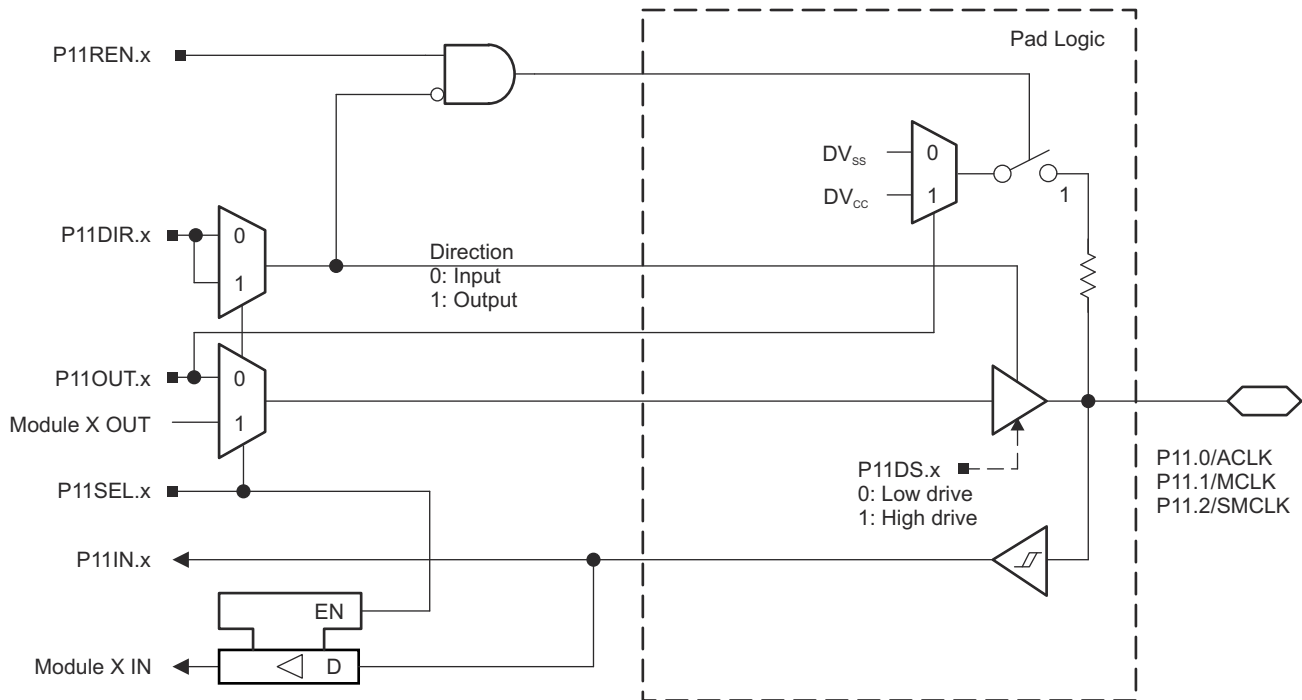 Pad Logic
P11REN.x
DVSS
0
DVCC
1
1
P11DIR.x
0
1
Direction
0: Input
1: Output
P11OUT.x
0
Module X OUT
1
P11DS.x
0: Low drive
1: High drive
P11.0/ACLK
P11.1/MCLK
P11.2/SMCLK
P11SEL.x
P11IN.x
EN
Module X IN
D